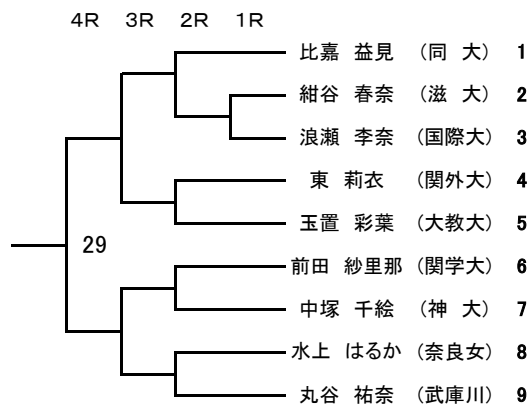 4R 3R 2R 1R
比嘉 益見 (同 大) 1
紺谷 春奈 (滋 大) 2
浪瀬 李奈 (国際大) 3
東 莉衣 (関外大) 4
玉置 彩葉 (大教大) 5
29
前田 紗里那 (関学大) 6
中塚 千絵 (神 大) 7
水上 はるか (奈良女) 8
丸谷 祐奈 (武庫川) 9